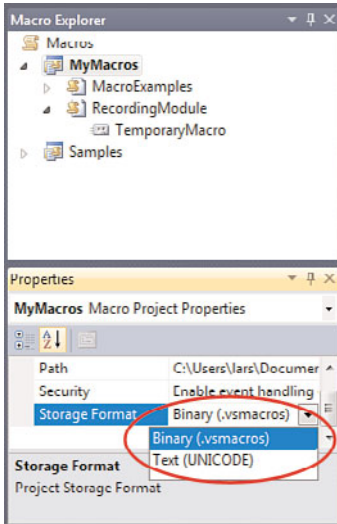 Macro Explorer
Macros
MyMacros
MacroExamples
RecordingModule
TemporaryMacro
Samples
Properties
MyMacros Macro Project Properties
Path C:\Users\lars\Documer
Security Enable event handling
Storage Format Binary (.vsmacros)
Binary (.vsmacros)
Text (UNICODE)
Storage Format
Project Storage Format